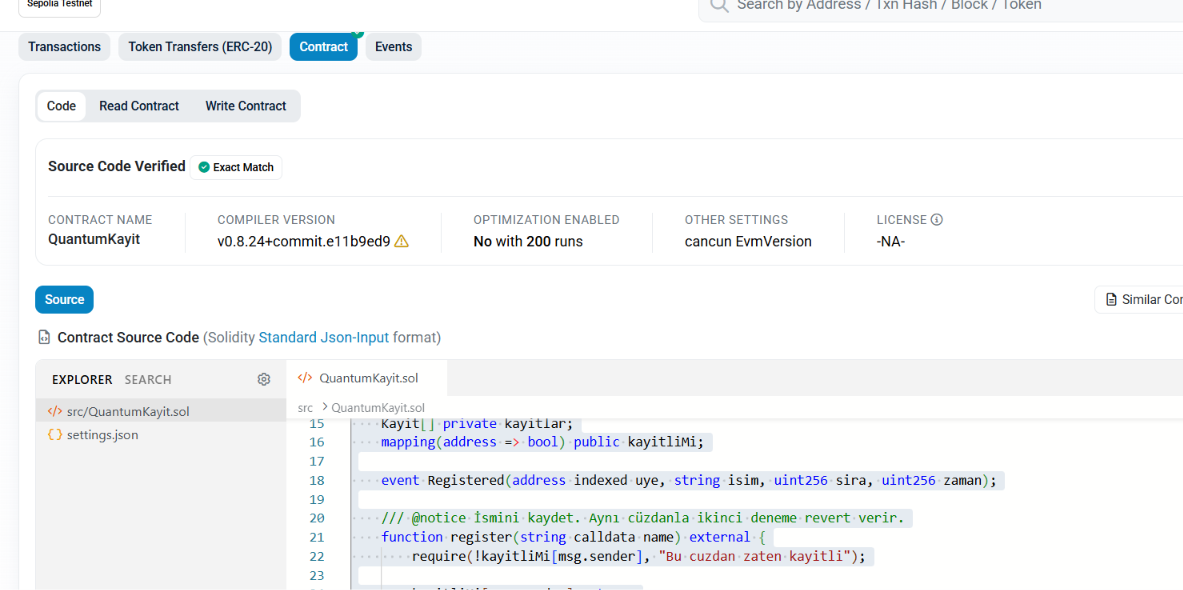 Sepolia Testnet
Search by Address / Txn Hash / Block / Token
Transactions Token Transfers (ERC-20) Contract Events
Code Read Contract Write Contract
Source Code Verified Exact Match
CONTRACT NAME COMPILER VERSION OPTIMIZATION ENABLED OTHER SETTINGS LICENSE
QuantumKayit v0.8.24+commit.e11b9ed9 No with 200 runs cancun EvmVersion -NA-
Source Similar Con
Contract Source Code (Solidity Standard Json-Input format)
EXPLORER SEARCH </> QuantumKayit.sol
</> src/QuantumKayit.sol src > QuantumKayit.sol
{} settings.json
15 Kayit[] private kayitlar;
16 mapping(address => bool) public kayitliMi;
17
18 event Registered(address indexed uye, string isim, uint256 sira, uint256 zaman);
19
20 /// @notice İsmini kaydet. Aynı cüzdanla ikinci deneme revert verir.
21 function register(string calldata name) external {
22 require(!kayitliMi[msg.sender], "Bu cuzdan zaten kayitli");
23